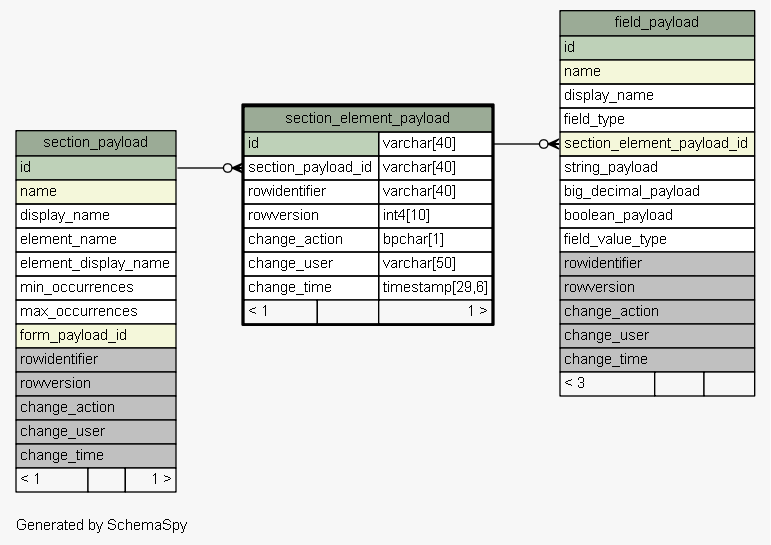 section_payload
id
name
display_name
element_name
element_display_name
min_occurrences
max_occurrences
form_payload_id
rowidentifier
rowversion
change_action
change_user
change_time
< 1 1 >
section_element_payload
id varchar[40]
section_payload_id varchar[40]
rowidentifier varchar[40]
rowversion int4[10]
change_action bpchar[1]
change_user varchar[50]
change_time timestamp[29,6]
< 1 1 >
field_payload
id
name
display_name
field_type
section_element_payload_id
string_payload
big_decimal_payload
boolean_payload
field_value_type
rowidentifier
rowversion
change_action
change_user
change_time
< 3
Generated by SchemaSpy